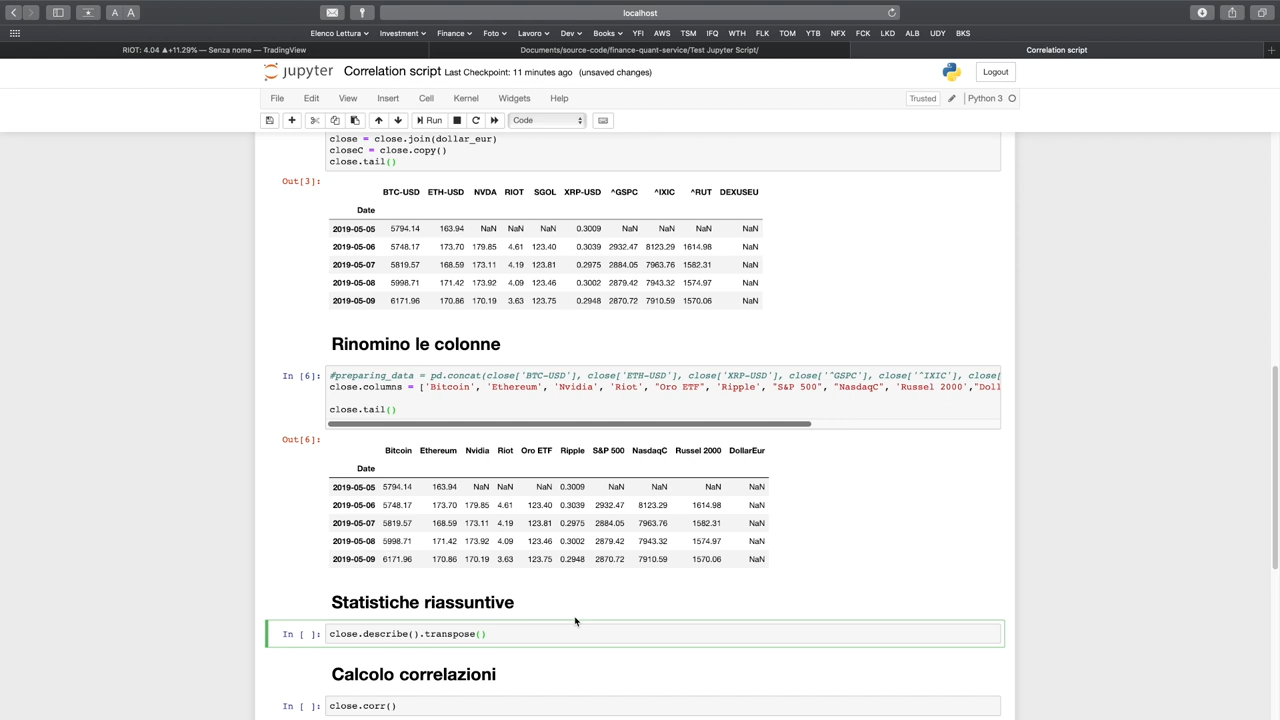 localhost
Elenco Lettura Investment Finance Foto Lavoro Dev Books YFI AWS TSM IFQ WTH FLK TOM YTB NFX FCK LKD ALB UDY BKS
RIOT: 4.04 ▲+11.29% — Senza nome — TradingView Documents/source-code/finance-quant-service/Test Jupyter Script/ Correlation script
jupyter Correlation script Last Checkpoint: 11 minutes ago (unsaved changes) Logout
File Edit View Insert Cell Kernel Widgets Help Trusted Python 3
Run Code
close = close.join(dollar_eur)
closeC = close.copy()
close.tail()
Out[3]:
BTC-USD ETH-USD NVDA RIOT SGOL XRP-USD ^GSPC ^IXIC ^RUT DEXUSEU
Date
2019-05-05 5794.14 163.94 NaN NaN NaN 0.3009 NaN NaN NaN NaN
2019-05-06 5748.17 173.70 179.85 4.61 123.40 0.3039 2932.47 8123.29 1614.98 NaN
2019-05-07 5819.57 168.59 173.11 4.19 123.81 0.2975 2884.05 7963.76 1582.31 NaN
2019-05-08 5998.71 171.42 173.92 4.09 123.46 0.3002 2879.42 7943.32 1574.97 NaN
2019-05-09 6171.96 170.86 170.19 3.63 123.75 0.2948 2870.72 7910.59 1570.06 NaN
Rinomino le colonne
In [6]: #preparing_data = pd.concat(close['BTC-USD'], close['ETH-USD'], close['XRP-USD'], close['^GSPC'], close['^IXIC'], close[
close.columns = ['Bitcoin', 'Ethereum', 'Nvidia', 'Riot', "Oro ETF", 'Ripple', "S&P 500", "NasdaqC", 'Russel 2000',"Doll
close.tail()
Out[6]:
Bitcoin Ethereum Nvidia Riot Oro ETF Ripple S&P 500 NasdaqC Russel 2000 DollarEur
Date
2019-05-05 5794.14 163.94 NaN NaN NaN 0.3009 NaN NaN NaN NaN
2019-05-06 5748.17 173.70 179.85 4.61 123.40 0.3039 2932.47 8123.29 1614.98 NaN
2019-05-07 5819.57 168.59 173.11 4.19 123.81 0.2975 2884.05 7963.76 1582.31 NaN
2019-05-08 5998.71 171.42 173.92 4.09 123.46 0.3002 2879.42 7943.32 1574.97 NaN
2019-05-09 6171.96 170.86 170.19 3.63 123.75 0.2948 2870.72 7910.59 1570.06 NaN
Statistiche riassuntive
In [ ]: close.describe().transpose()
Calcolo correlazioni
In [ ]: close.corr()